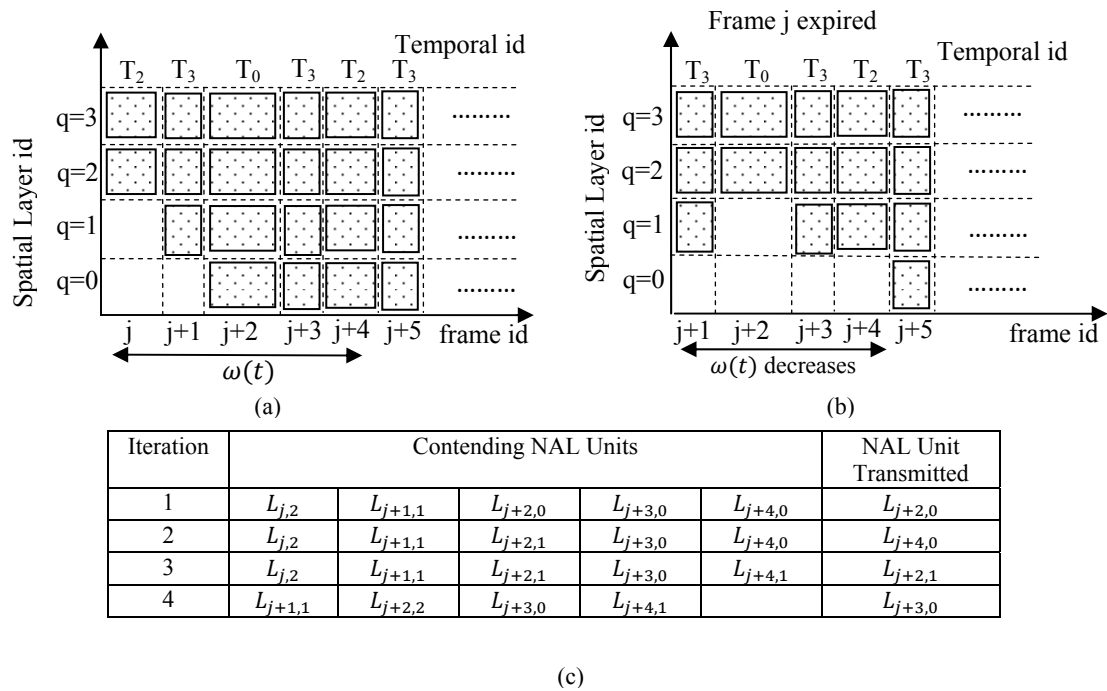 Temporal id
T₂ T₃ T₀ T₃ T₂ T₃
Spatial Layer id
q=3 .........
q=2 .........
q=1 .........
q=0 .........
j j+1 j+2 j+3 j+4 j+5 frame id
ω(t)
(a)
Frame j expired
Temporal id
T₃ T₀ T₃ T₂ T₃
Spatial Layer id
q=3 .........
q=2 .........
q=1 .........
q=0 .........
j+1 j+2 j+3 j+4 j+5 frame id
ω(t) decreases
(b)
Iteration Contending NAL Units NAL Unit
Transmitted
1 L_{j,2} L_{j+1,1} L_{j+2,0} L_{j+3,0} L_{j+4,0} L_{j+2,0}
2 L_{j,2} L_{j+1,1} L_{j+2,1} L_{j+3,0} L_{j+4,0} L_{j+4,0}
3 L_{j,2} L_{j+1,1} L_{j+2,1} L_{j+3,0} L_{j+4,1} L_{j+2,1}
4 L_{j+1,1} L_{j+2,2} L_{j+3,0} L_{j+4,1} L_{j+3,0}
(c)